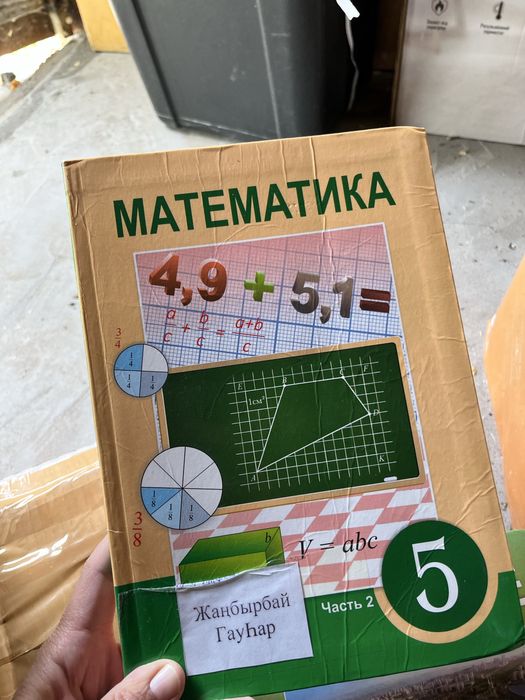 МАТЕМАТИКА
4,9 + 5,1=
a/c + b/c = a+b/c
3/4
1/4
1/4 1/4
E B C F
1см²
D
A K
1/8 1/8 1/8
3/8
b
V = abc
Жанбырбай
Гауһар
Часть 2
5